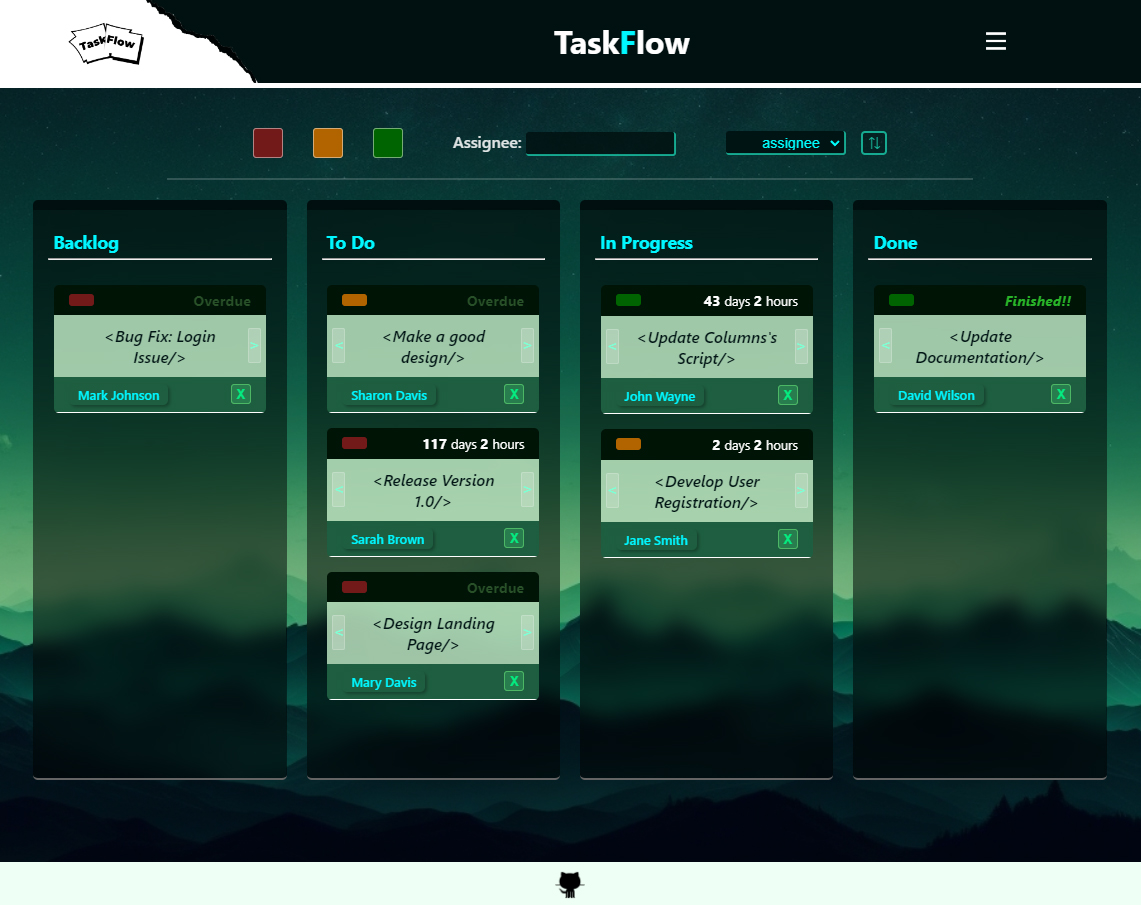 TaskFlow
TaskFlow
Assignee:
assignee
Backlog
Overdue
<Bug Fix: Login
Issue/>
>
Mark Johnson
X
To Do
Overdue
<
<Make a good
design/>
>
Sharon Davis
X
117 days 2 hours
<
<Release Version
1.0/>
>
Sarah Brown
X
Overdue
<
<Design Landing
Page/>
>
Mary Davis
X
In Progress
43 days 2 hours
<
<Update Columns's
Script/>
>
John Wayne
X
2 days 2 hours
<
<Develop User
Registration/>
>
Jane Smith
X
Done
Finished!!
<
<Update
Documentation/>
David Wilson
X